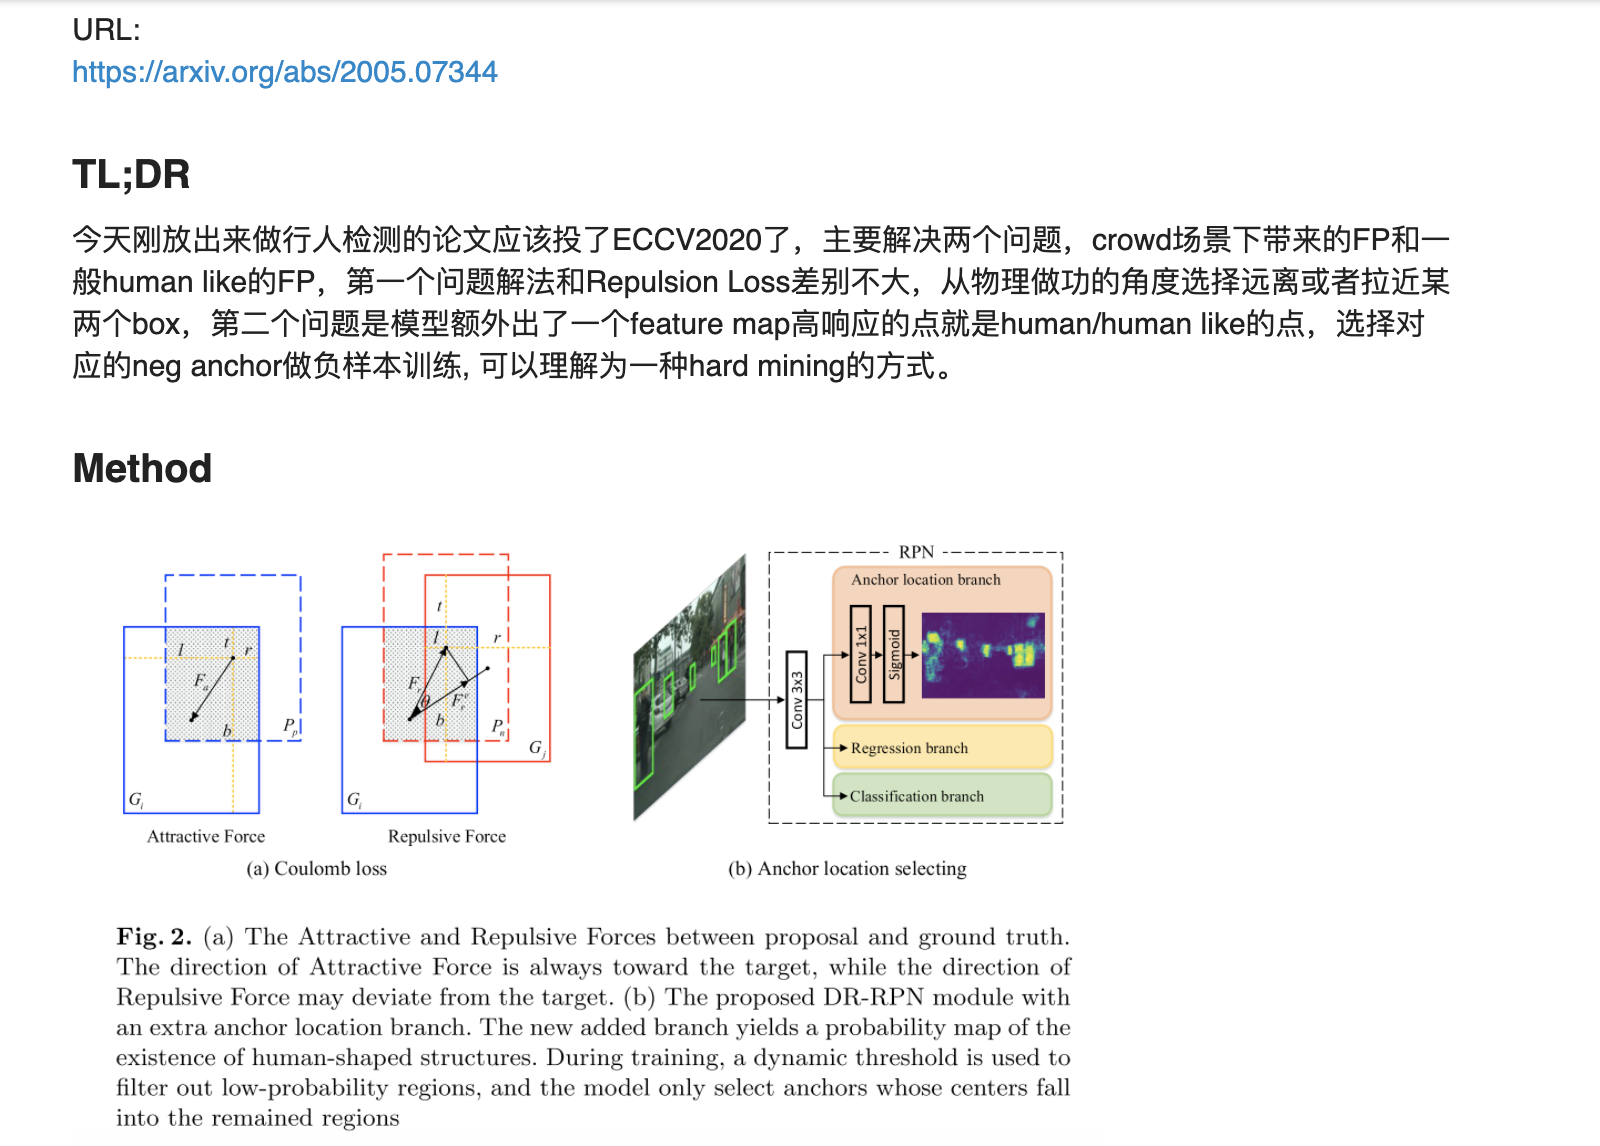 URL:
https://arxiv.org/abs/2005.07344
TL;DR
今天刚放出来做行人检测的论文应该投了ECCV2020了，主要解决两个问题，crowd场景下带来的FP和一
般human like的FP，第一个问题解法和Repulsion Loss差别不大，从物理做功的角度选择远离或者拉近某
两个box，第二个问题是模型额外出了一个feature map高响应的点就是human/human like的点，选择对
应的neg anchor做负样本训练, 可以理解为一种hard mining的方式。
Method
l t r
F_a
b
P_p
G_i
Attractive Force
t
l r
F_r θ F_r^e
b
P_n
G_j
G_i
Repulsive Force
(a) Coulomb loss
RPN
Conv 3x3
Anchor location branch
Conv 1x1
Sigmoid
Regression branch
Classification branch
(b) Anchor location selecting
Fig. 2. (a) The Attractive and Repulsive Forces between proposal and ground truth.
The direction of Attractive Force is always toward the target, while the direction of
Repulsive Force may deviate from the target. (b) The proposed DR-RPN module with
an extra anchor location branch. The new added branch yields a probability map of the
existence of human-shaped structures. During training, a dynamic threshold is used to
filter out low-probability regions, and the model only select anchors whose centers fall
into the remained regions